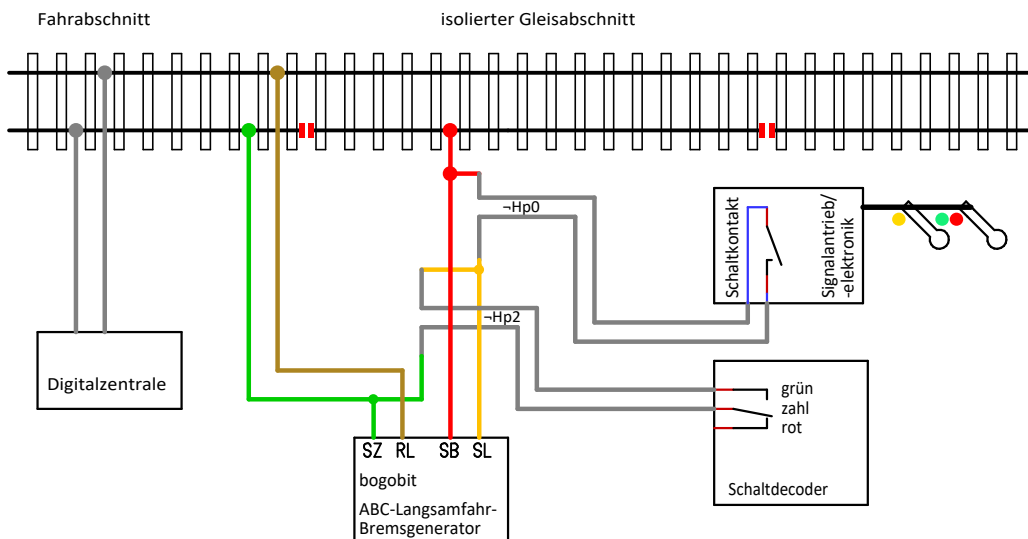 Fahrabschnitt
isolierter Gleisabschnitt
¬Hp0
Schaltkontakt
Signalantrieb/
-elektronik
¬Hp2
Digitalzentrale
grün
zahl
rot
Schaltdecoder
SZ RL SB SL
bogobit
ABC-Langsamfahr-
Bremsgenerator